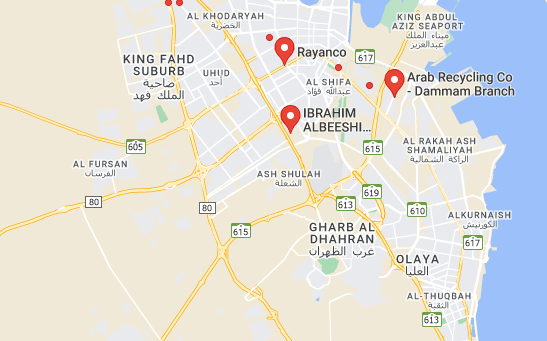 AL KHODARYAH
الخضرية
KING ABDUL
AZIZ SEAPORT
ميناء الملك
عبدالعزيز
Rayanco
617
KING FAHD
SUBURB
ضاحية
الملك فهد
UHUD
أحد
AL SHIFA
عبدالله فؤاد
Arab Recycling Co
- Dammam Branch
IBRAHIM
ALBEESHI...
605
615
AL RAKAH ASH
SHAMALIYAH
الراكة الشمالية
AL FURSAN
الفرسان
ASH SHULAH
الشعلة
80
80
619
613
610
ALKURNAISH
الكورنيش
615
617
GHARB AL
DHAHRAN
غرب الظهران
OLAYA
العليا
AL-THUQBAH
الثقبة
613